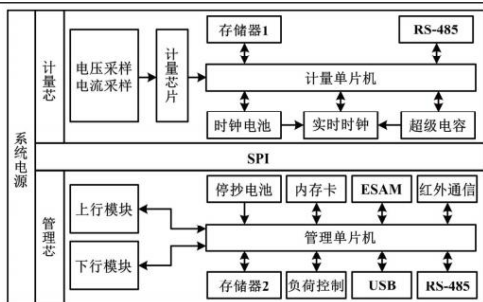 系统电源
计量芯
电压采样
电流采样
计量芯片
存储器1
RS-485
计量单片机
时钟电池
实时时钟
超级电容
SPI
管理芯
上行模块
下行模块
停抄电池
内存卡
ESAM
红外通信
管理单片机
存储器2
负荷控制
USB
RS-485